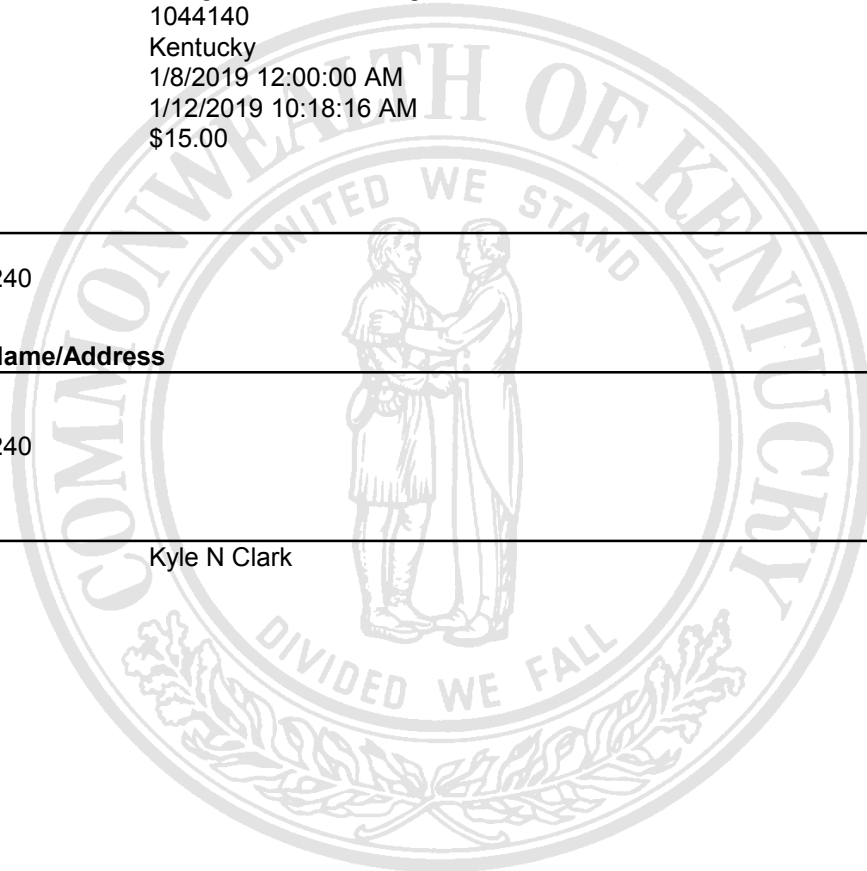 1044140
Kentucky
1/8/2019 12:00:00 AM
1/12/2019 10:18:16 AM
$15.00
240
Name/Address
240
Kyle N Clark
COMMONWEALTH OF KENTUCKY
UNITED WE STAND
DIVIDED WE FALL